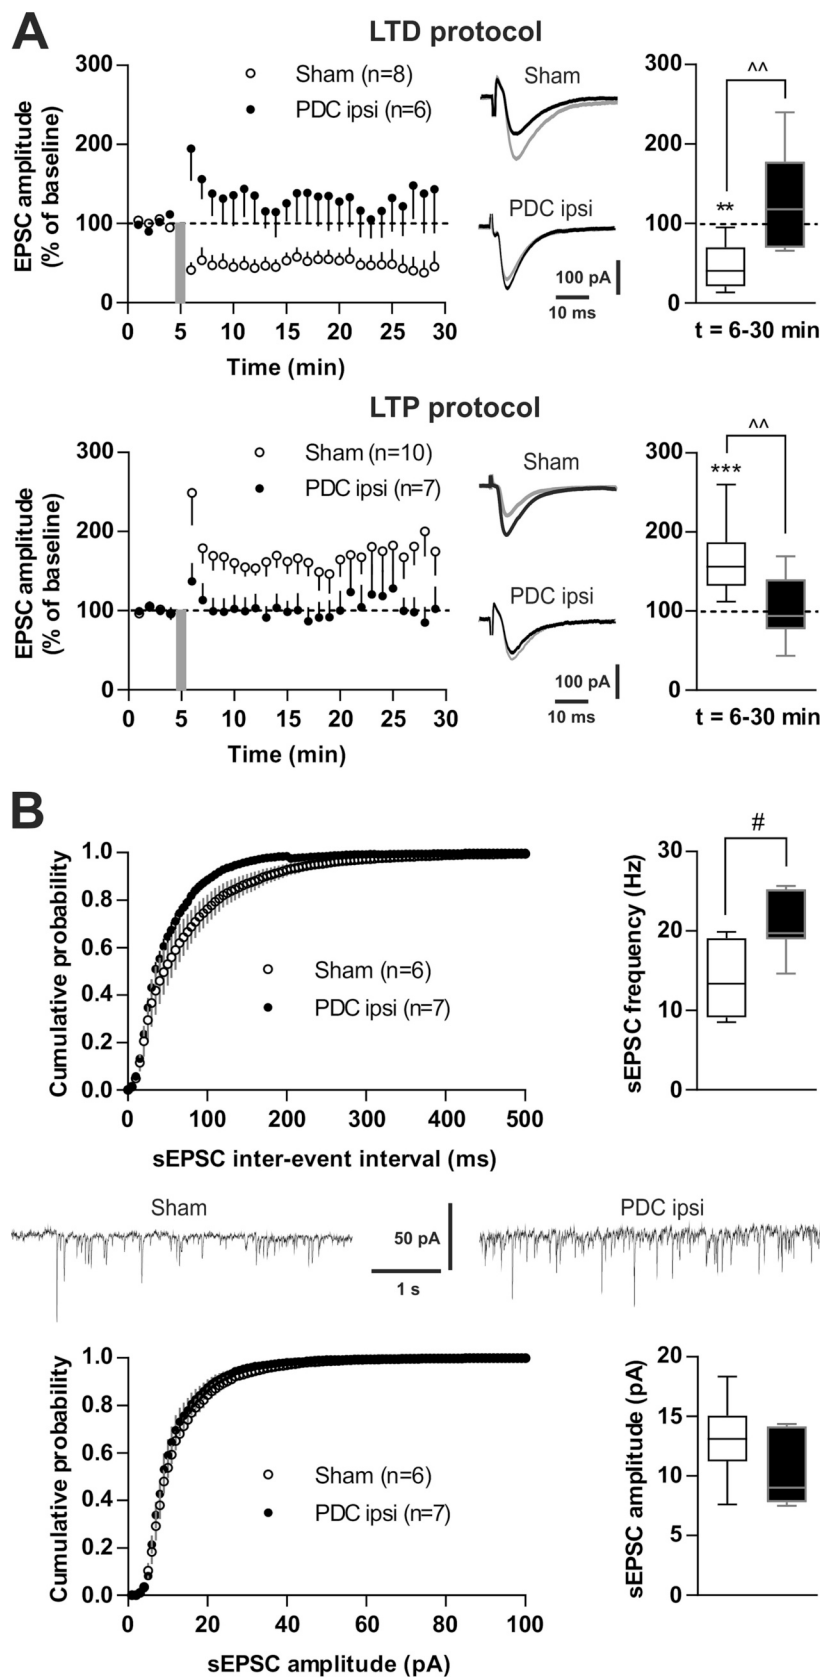 A
LTD protocol
EPSC amplitude
(% of baseline)
300
200
100
0
Sham (n=8)
PDC ipsi (n=6)
0 5 10 15 20 25 30
Time (min)
Sham
PDC ipsi
100 pA
10 ms
300
200
100
0
^^
**
t = 6-30 min
LTP protocol
EPSC amplitude
(% of baseline)
300
200
100
0
Sham (n=10)
PDC ipsi (n=7)
0 5 10 15 20 25 30
Time (min)
Sham
PDC ipsi
100 pA
10 ms
300
200
100
0
^^
***
t = 6-30 min
B
Cumulative probability
1.0
0.8
0.6
0.4
0.2
0.0
Sham (n=6)
PDC ipsi (n=7)
0 100 200 300 400 500
sEPSC inter-event interval (ms)
sEPSC frequency (Hz)
30
20
10
0
#
Sham
50 pA
1 s
PDC ipsi
Cumulative probability
1.0
0.8
0.6
0.4
0.2
0.0
Sham (n=6)
PDC ipsi (n=7)
0 20 40 60 80 100
sEPSC amplitude (pA)
sEPSC amplitude (pA)
20
15
10
5
0